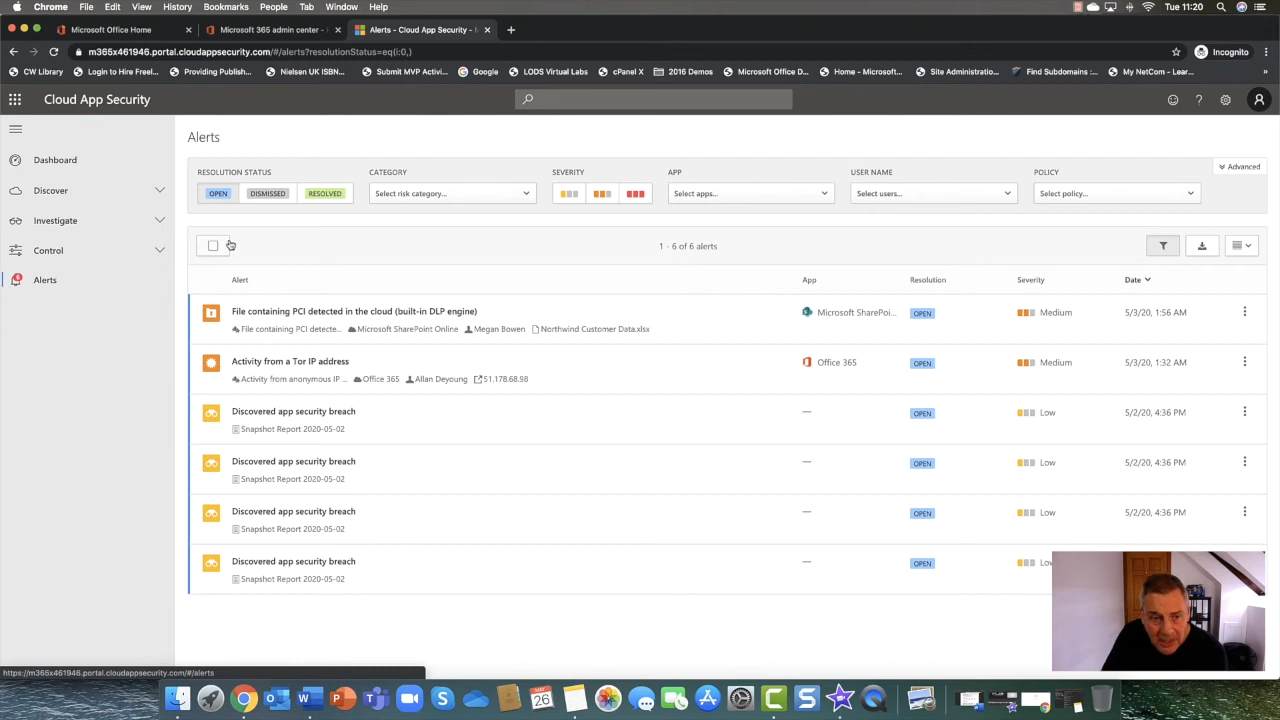 Chrome File Edit View History Bookmarks People Tab Window Help Tue 11:20
Microsoft Office Home Microsoft 365 admin center - Alerts - Cloud App Security -
m365x461946.portal.cloudappsecurity.com/#/alerts?resolutionStatus=eq(i:0,) Incognito
CW Library Login to Hire Freel... Providing Publish... Nielsen UK ISBN... Submit MVP Activi... Google LODS Virtual Labs cPanel X 2016 Demos Microsoft Office D... Home - Microsoft... Site Administratio... Find Subdomains :... My NetCom - Lear... »
Cloud App Security
Alerts
Dashboard
Discover
Investigate
Control
Alerts
Advanced
RESOLUTION STATUS CATEGORY SEVERITY APP USER NAME POLICY
OPEN DISMISSED RESOLVED Select risk category... Select apps... Select users... Select policy...
1 - 6 of 6 alerts
Alert App Resolution Severity Date
File containing PCI detected in the cloud (built-in DLP engine) Microsoft SharePoi... OPEN Medium 5/3/20, 1:56 AM
File containing PCI detecte... Microsoft SharePoint Online Megan Bowen Northwind Customer Data.xlsx
Activity from a Tor IP address Office 365 OPEN Medium 5/3/20, 1:32 AM
Activity from anonymous IP ... Office 365 Allan Deyoung 51.178.68.98
Discovered app security breach — OPEN Low 5/2/20, 4:36 PM
Snapshot Report 2020-05-02
Discovered app security breach — OPEN Low 5/2/20, 4:36 PM
Snapshot Report 2020-05-02
Discovered app security breach — OPEN Low 5/2/20, 4:36 PM
Snapshot Report 2020-05-02
Discovered app security breach — OPEN Lo
Snapshot Report 2020-05-02
https://m365x461946.portal.cloudappsecurity.com/#/alerts
MAY
26